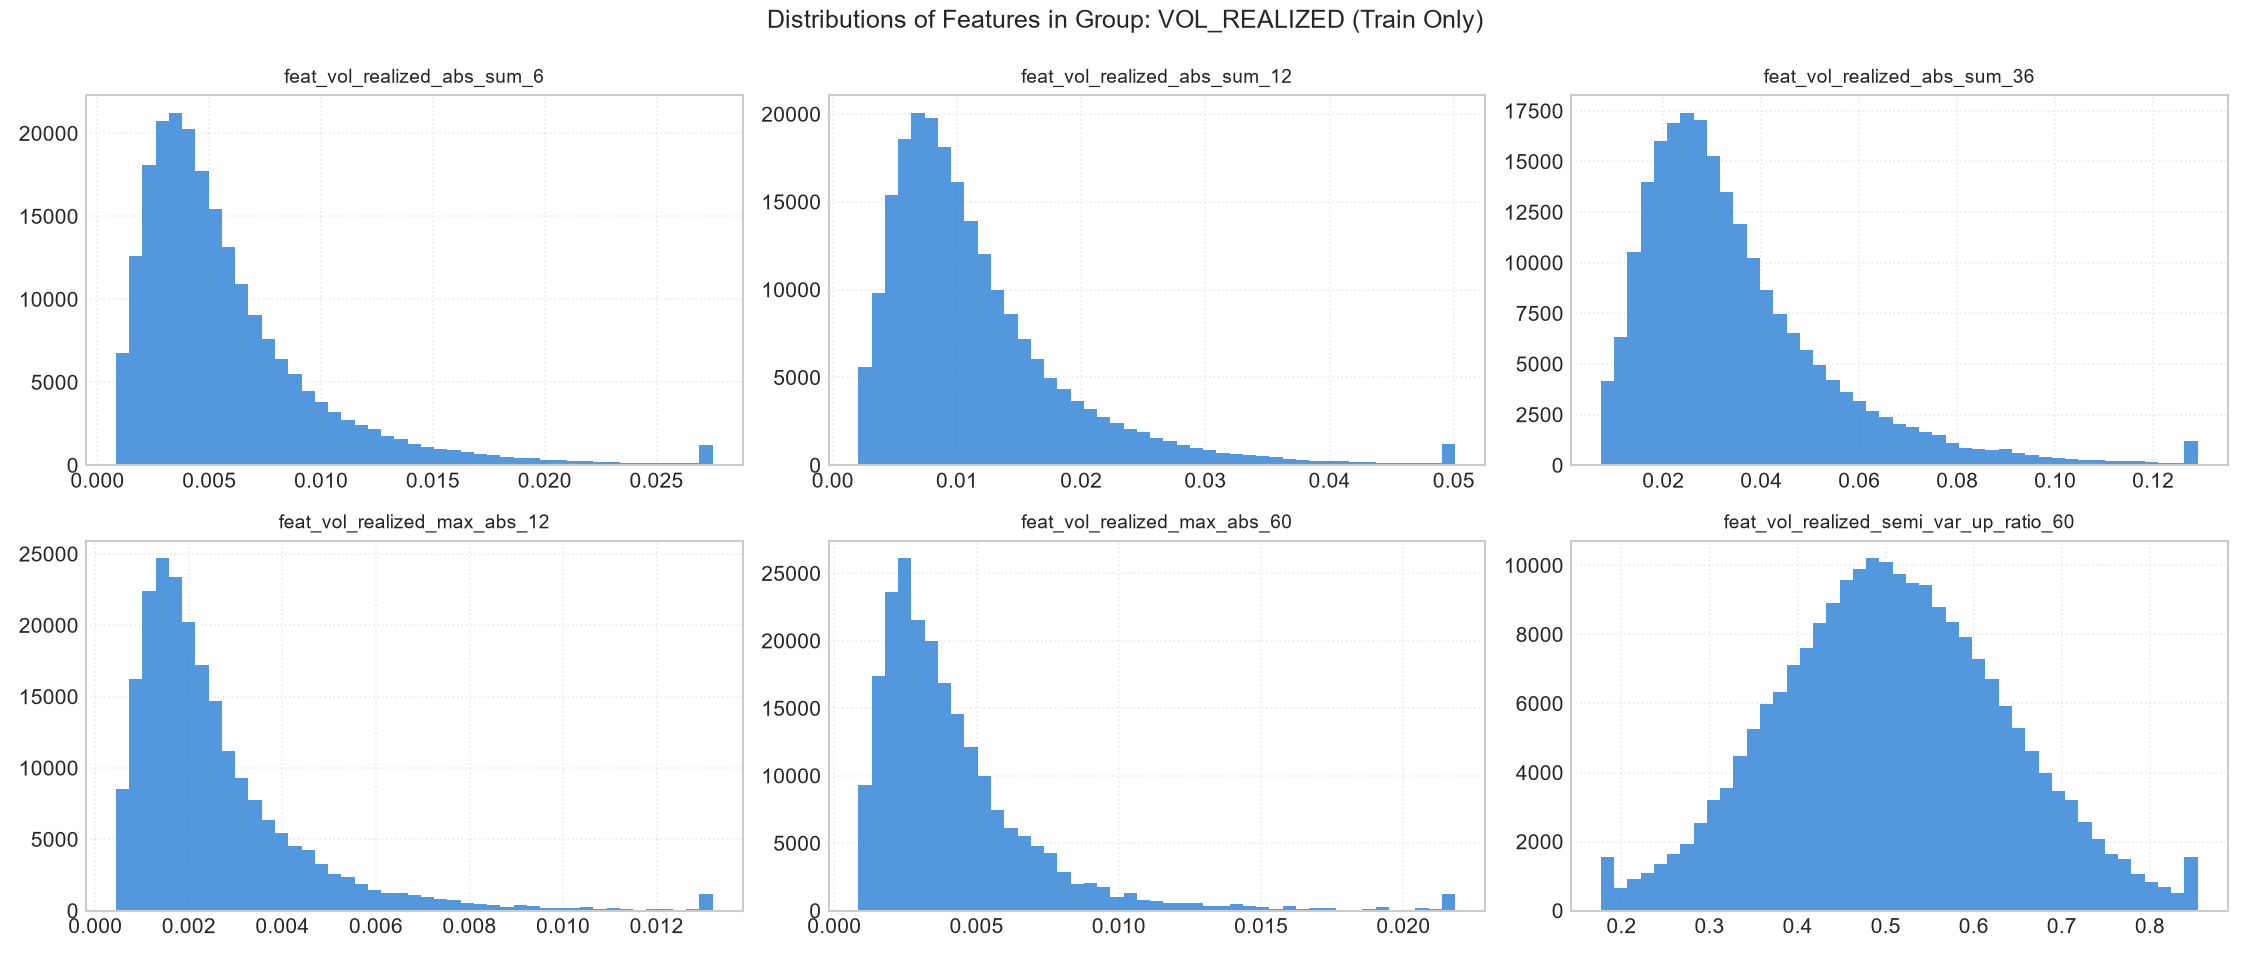 Distributions of Features in Group: VOL_REALIZED (Train Only)
feat_vol_realized_abs_sum_6
20000
15000
10000
5000
0
0.000 0.005 0.010 0.015 0.020 0.025
feat_vol_realized_abs_sum_12
20000
15000
10000
5000
0
0.00 0.01 0.02 0.03 0.04 0.05
feat_vol_realized_abs_sum_36
17500
15000
12500
10000
7500
5000
2500
0
0.02 0.04 0.06 0.08 0.10 0.12
feat_vol_realized_max_abs_12
25000
20000
15000
10000
5000
0
0.000 0.002 0.004 0.006 0.008 0.010 0.012
feat_vol_realized_max_abs_60
25000
20000
15000
10000
5000
0
0.000 0.005 0.010 0.015 0.020
feat_vol_realized_semi_var_up_ratio_60
10000
8000
6000
4000
2000
0
0.2 0.3 0.4 0.5 0.6 0.7 0.8